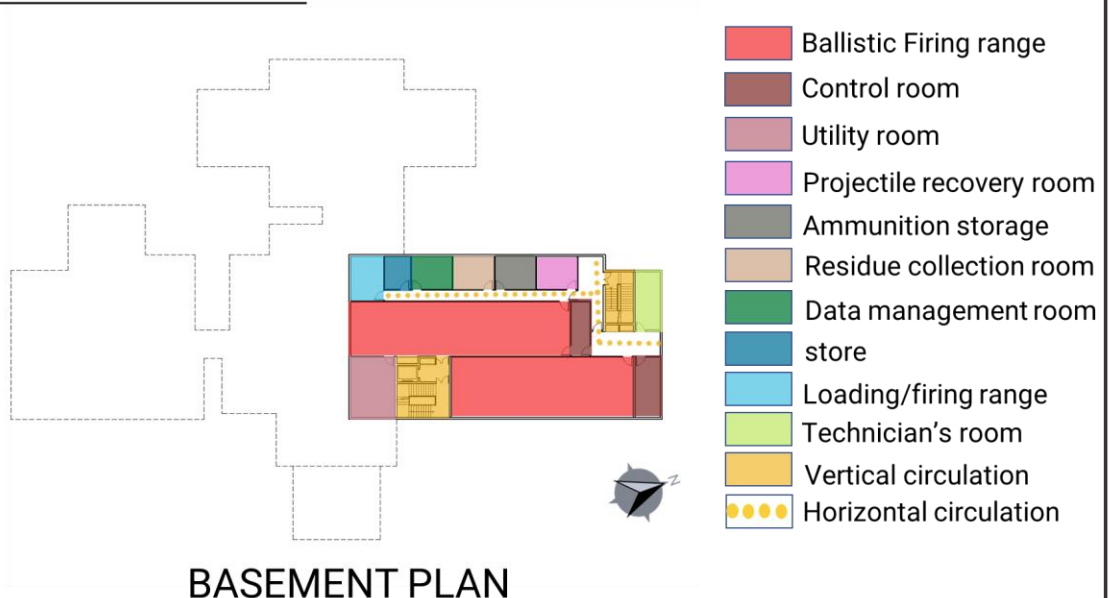 Ballistic Firing range
Control room
Utility room
Projectile recovery room
Ammunition storage
Residue collection room
Data management room
store
Loading/firing range
Technician's room
Vertical circulation
Horizontal circulation
N
BASEMENT PLAN